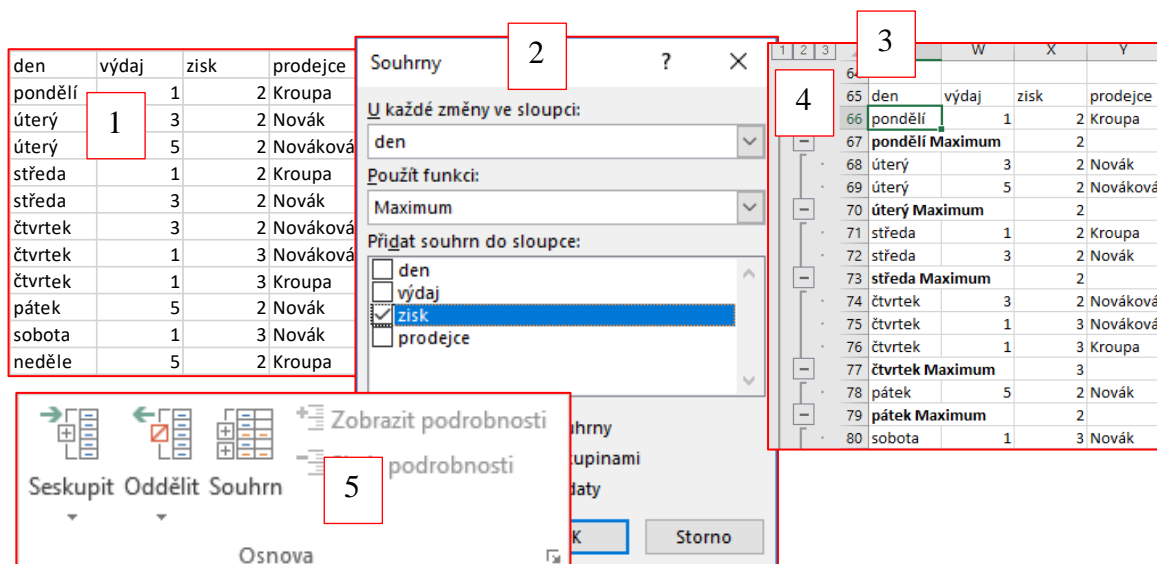 den výdaj zisk prodejce
pondělí 1 2 Kroupa
úterý 3 2 Novák
úterý 5 2 Nováková
středa 1 2 Kroupa
středa 3 2 Novák
čtvrtek 3 2 Nováková
čtvrtek 1 3 Nováková
čtvrtek 1 3 Kroupa
pátek 5 2 Novák
sobota 1 3 Novák
neděle 5 2 Kroupa
1
Souhrny ? ×
2
U každé změny ve sloupci:
den
Použít funkci:
Maximum
Přidat souhrn do sloupce:
den
výdaj
zisk
prodejce
hrny
upinami
daty
K Storno
1 2 3
3
W X Y
4
65 den výdaj zisk prodejce
66 pondělí 1 2 Kroupa
67 pondělí Maximum 2
68 úterý 3 2 Novák
69 úterý 5 2 Nováková
70 úterý Maximum 2
71 středa 1 2 Kroupa
72 středa 3 2 Novák
73 středa Maximum 2
74 čtvrtek 3 2 Nováková
75 čtvrtek 1 3 Nováková
76 čtvrtek 1 3 Kroupa
77 čtvrtek Maximum 3
78 pátek 5 2 Novák
79 pátek Maximum 2
80 sobota 1 3 Novák
Zobrazit podrobnosti
podrobnosti
Seskupit Oddělit Souhrn
5
Osnova